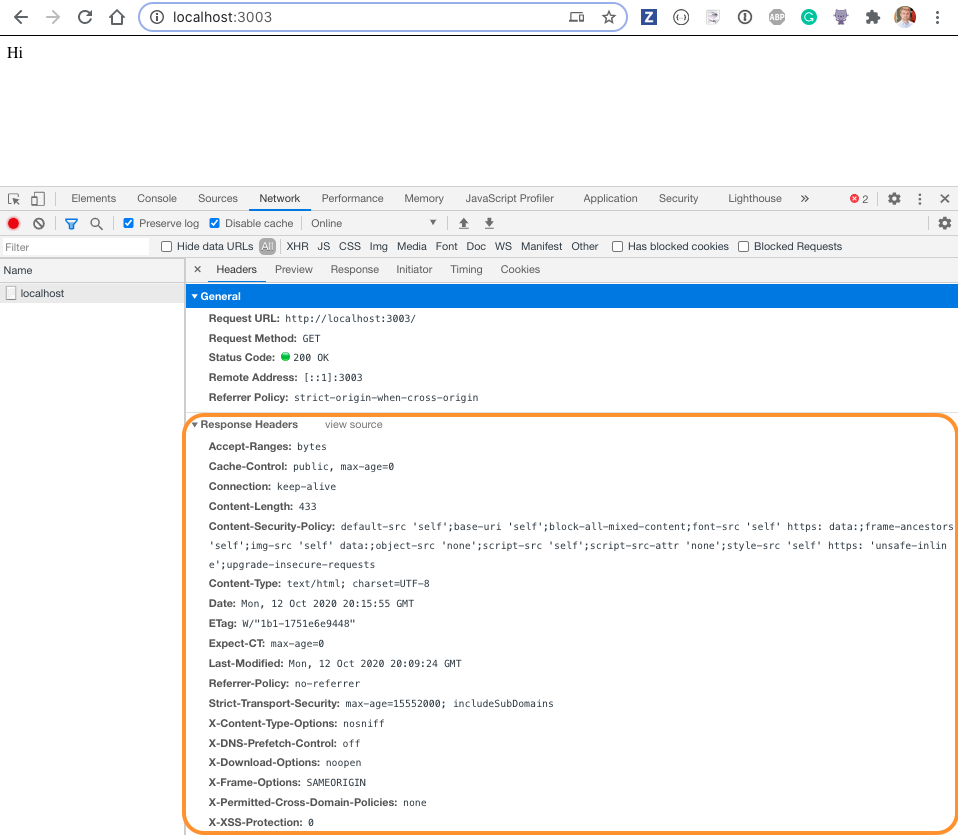 localhost:3003
Z ABP G
Hi
Elements Console Sources Network Performance Memory JavaScript Profiler Application Security Lighthouse » 2
Preserve log Disable cache Online
Filter Hide data URLs All XHR JS CSS Img Media Font Doc WS Manifest Other Has blocked cookies Blocked Requests
Name × Headers Preview Response Initiator Timing Cookies
localhost
General
Request URL: http://localhost:3003/
Request Method: GET
Status Code: 200 OK
Remote Address: [::1]:3003
Referrer Policy: strict-origin-when-cross-origin
Response Headers view source
Accept-Ranges: bytes
Cache-Control: public, max-age=0
Connection: keep-alive
Content-Length: 433
Content-Security-Policy: default-src 'self';base-uri 'self';block-all-mixed-content;font-src 'self' https: data:;frame-ancestors
'self';img-src 'self' data:;object-src 'none';script-src 'self';script-src-attr 'none';style-src 'self' https: 'unsafe-inlin
e';upgrade-insecure-requests
Content-Type: text/html; charset=UTF-8
Date: Mon, 12 Oct 2020 20:15:55 GMT
ETag: W/"1b1-1751e6e9448"
Expect-CT: max-age=0
Last-Modified: Mon, 12 Oct 2020 20:09:24 GMT
Referrer-Policy: no-referrer
Strict-Transport-Security: max-age=15552000; includeSubDomains
X-Content-Type-Options: nosniff
X-DNS-Prefetch-Control: off
X-Download-Options: noopen
X-Frame-Options: SAMEORIGIN
X-Permitted-Cross-Domain-Policies: none
X-XSS-Protection: 0